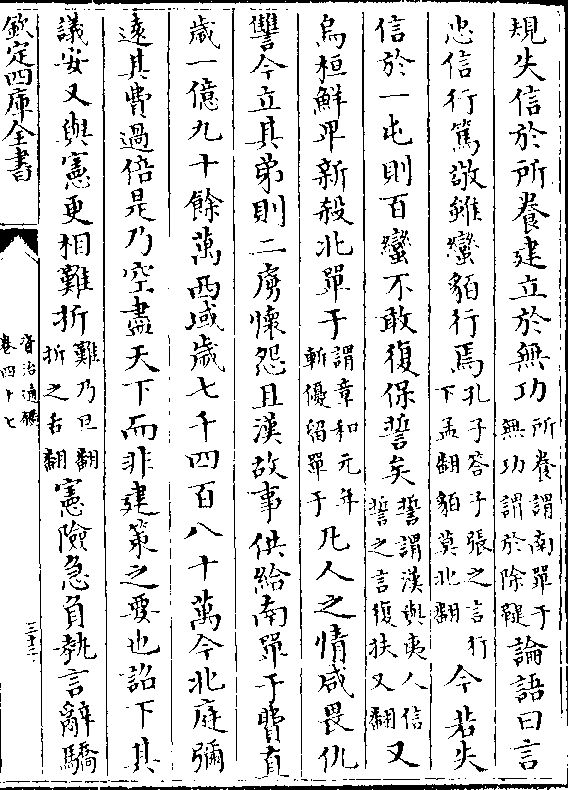 規失信於所養建立於無功所養謂南單于
無功謂於除鞬論語曰言
忠信行篤敬雖蠻貊行焉孔子答子張之言行
下孟翻貊莫北翻今若失
信於一屯則百蠻不敢復保誓矣誓謂漢與夷人信
誓之言復扶又翻又
烏桓鮮卑新殺北單于謂章和元年
斬優留單于凡人之情咸畏仇
讐今立其弟則二虜懷怨且漢故事供給南單于費直
歲一億九十餘萬西域歲七千四百八十萬今北庭彌
遠其費過倍是乃空盡天下而非建策之要也詔下其
議安又與憲更相難折難乃旦翻
折之舌翻憲險急負埶言辭驕
欽定四庫全書
資治通鑑
卷四十七
三十二